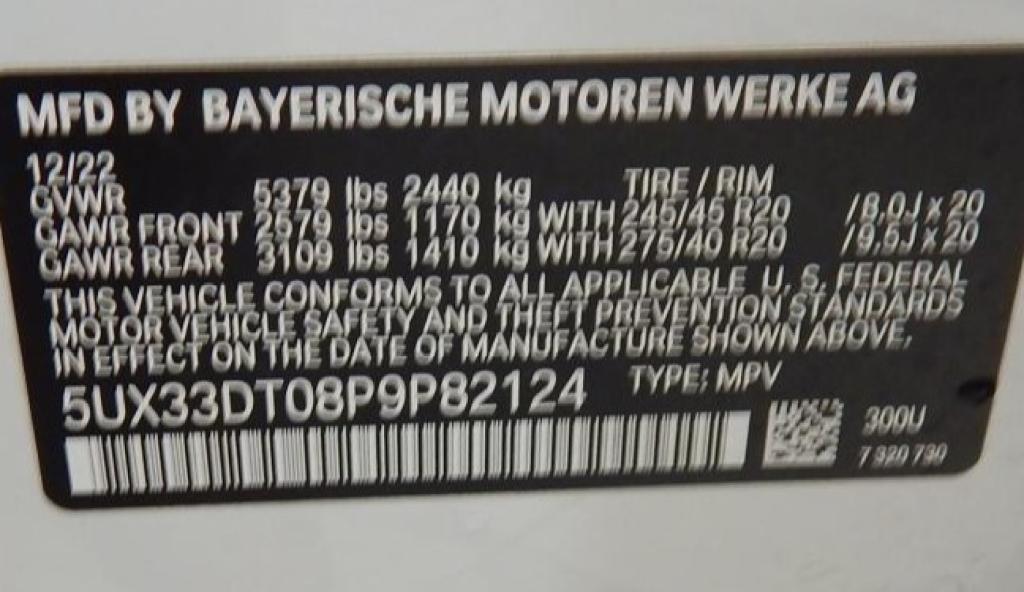 MFD BY BAYERISCHE MOTOREN WERKE AG
12/22
GVWR 5379 lbs 2440 kg TIRE / RIM
GAWR FRONT 2579 lbs 1170 kg WITH 245/45 R20 /8.0J x 20
GAWR REAR 3109 lbs 1410 kg WITH 275/40 R20 /9.5J x 20
THIS VEHICLE CONFORMS TO ALL APPLICABLE U. S. FEDERAL
MOTOR VEHICLE SAFETY AND THEFT PREVENTION STANDARDS
IN EFFECT ON THE DATE OF MANUFACTURE SHOWN ABOVE.
5UX33DT08P9P82124 TYPE: MPV
300U
7 320 730